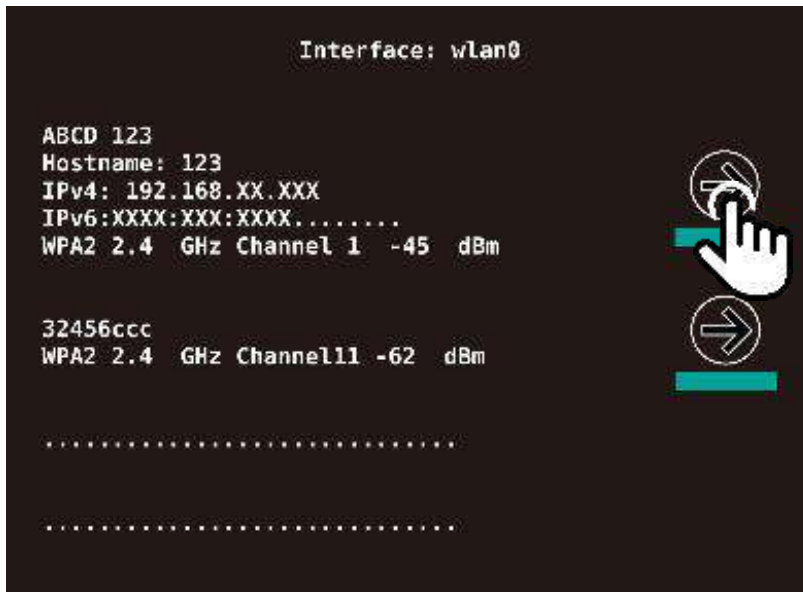 Interface: wlan0
ABCD 123
Hostname: 123
IPv4: 192.168.XX.XXX
IPv6:XXXX:XXX:XXXX........
WPA2 2.4 GHz Channel 1 -45 dBm
32456ccc
WPA2 2.4 GHz Channel11 -62 dBm
...............................
...............................